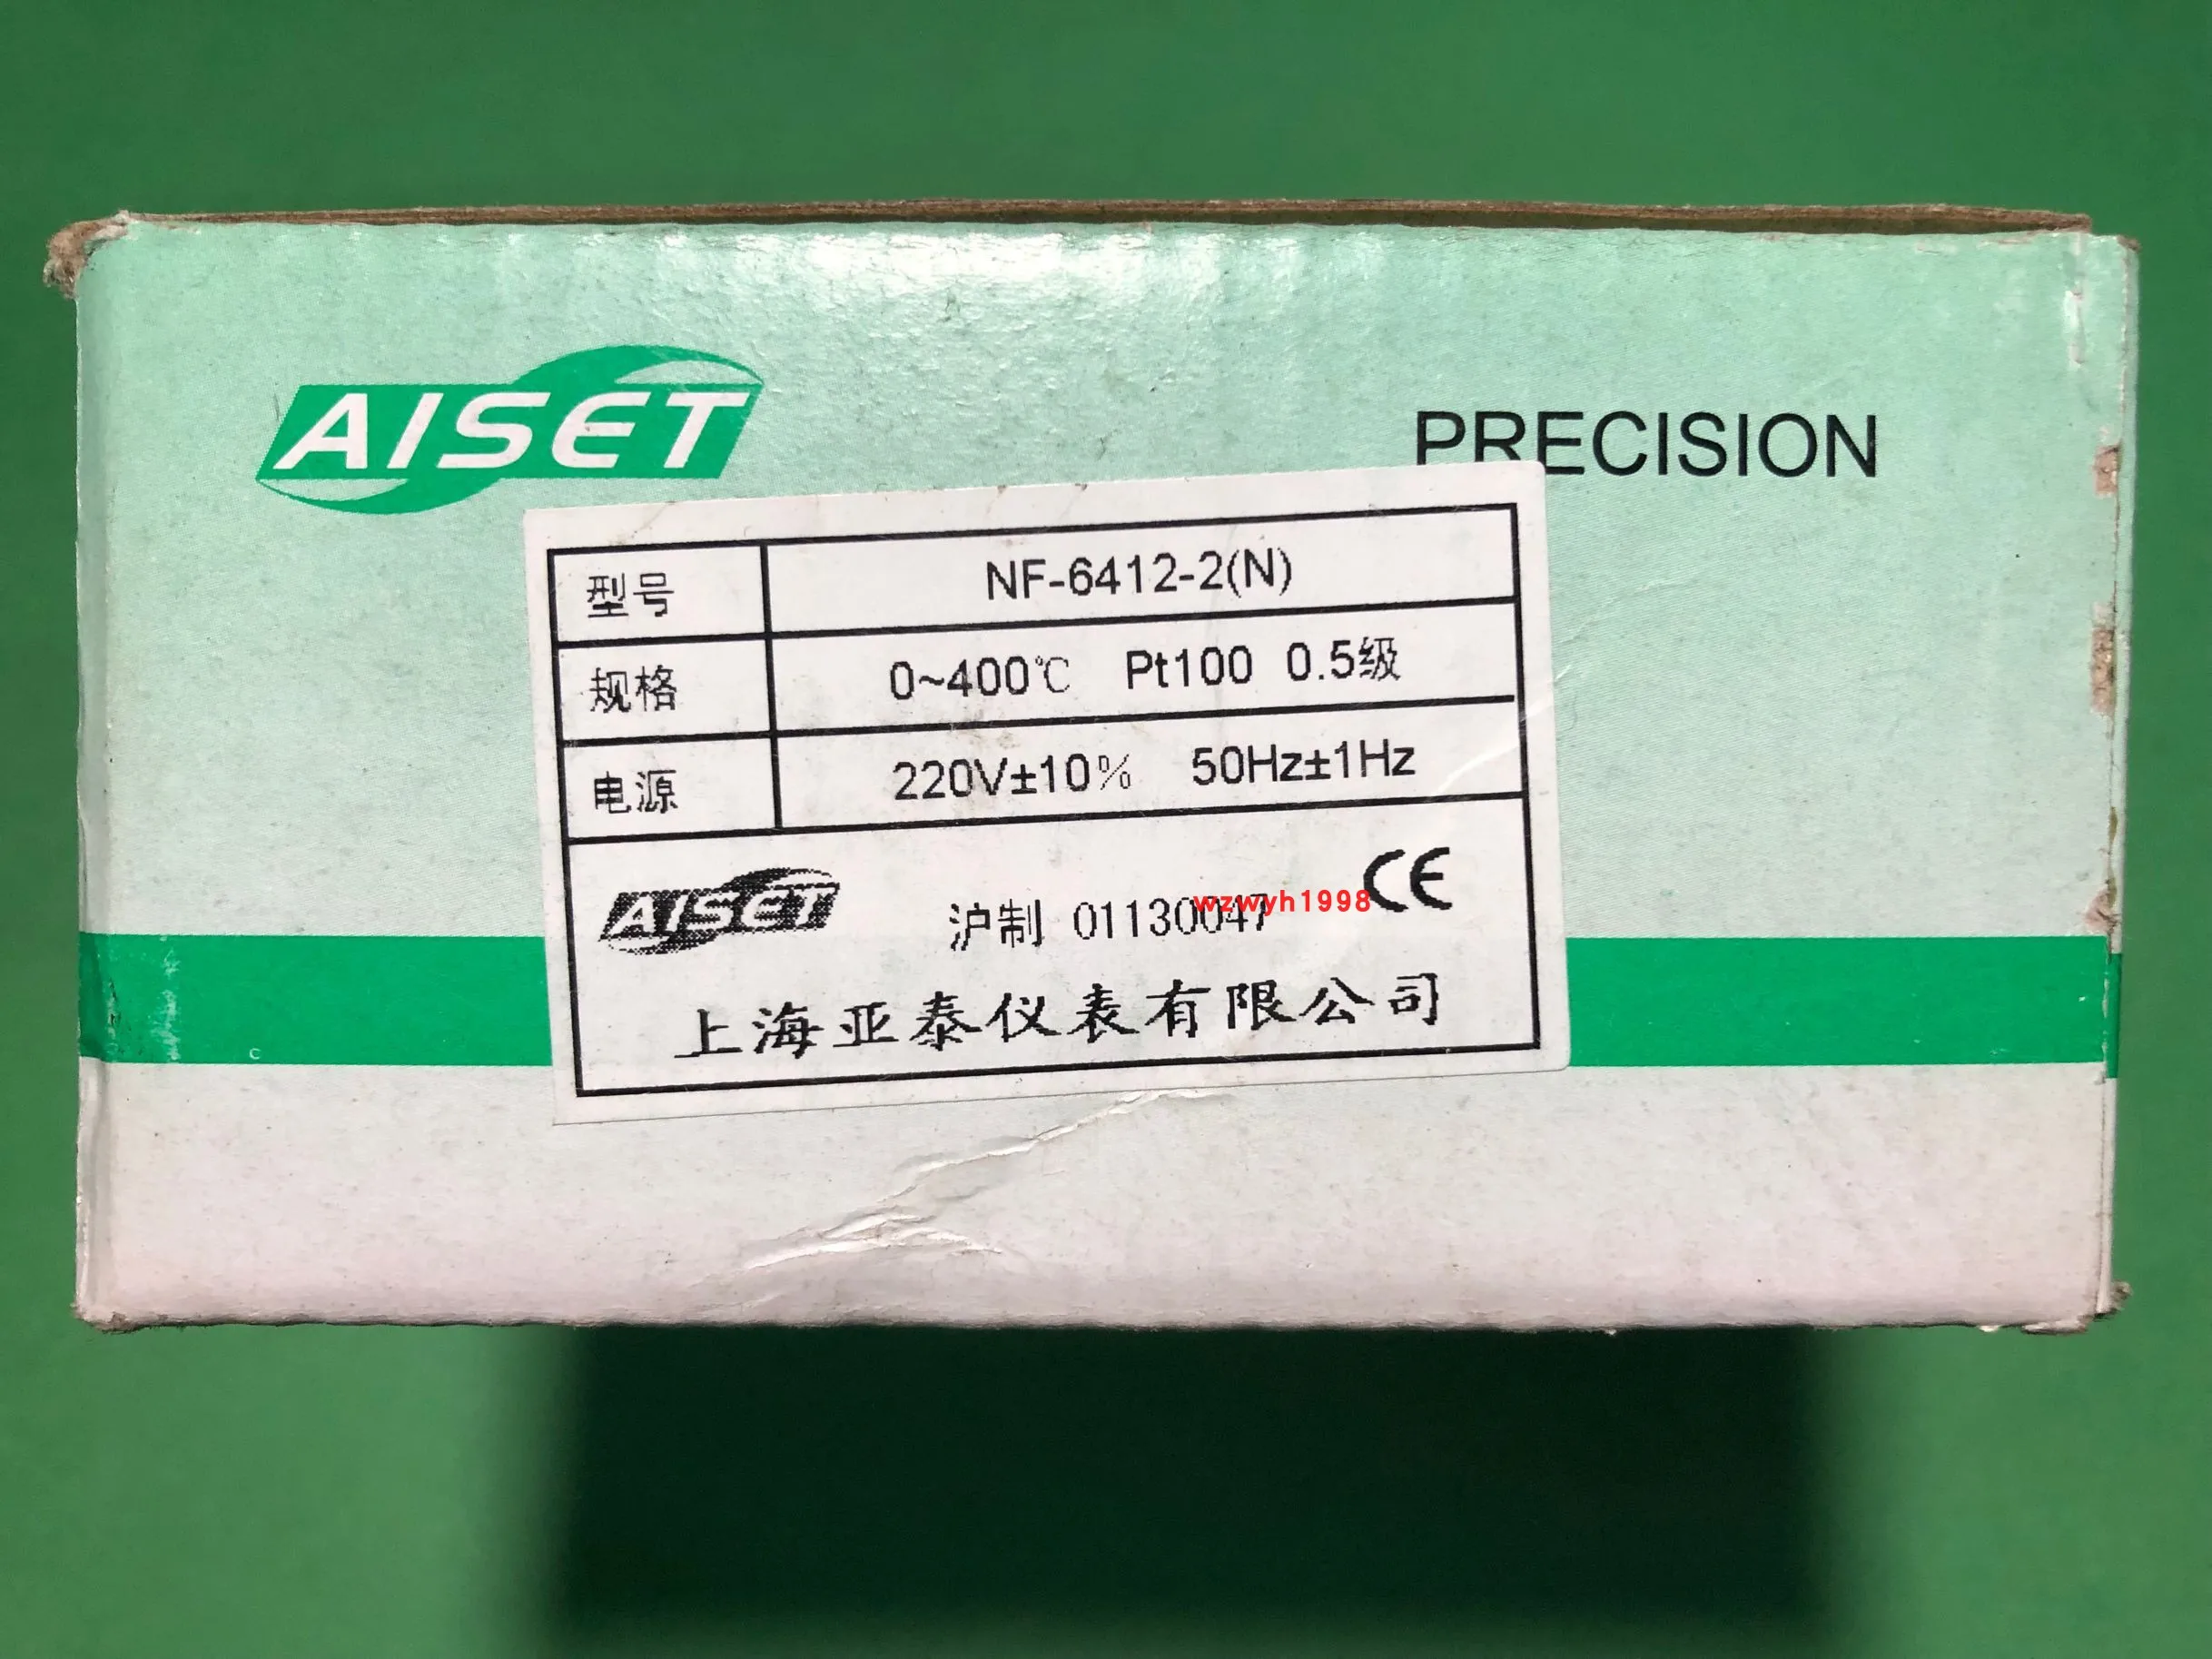 AISET
PRECISION
型号 NF-6412-2(N)
规格 0~400℃ Pt100 0.5级
电源 220V±10% 50Hz±1Hz
AISET 沪制 01130047 CE
wzwyh1998
上海亚泰仪表有限公司